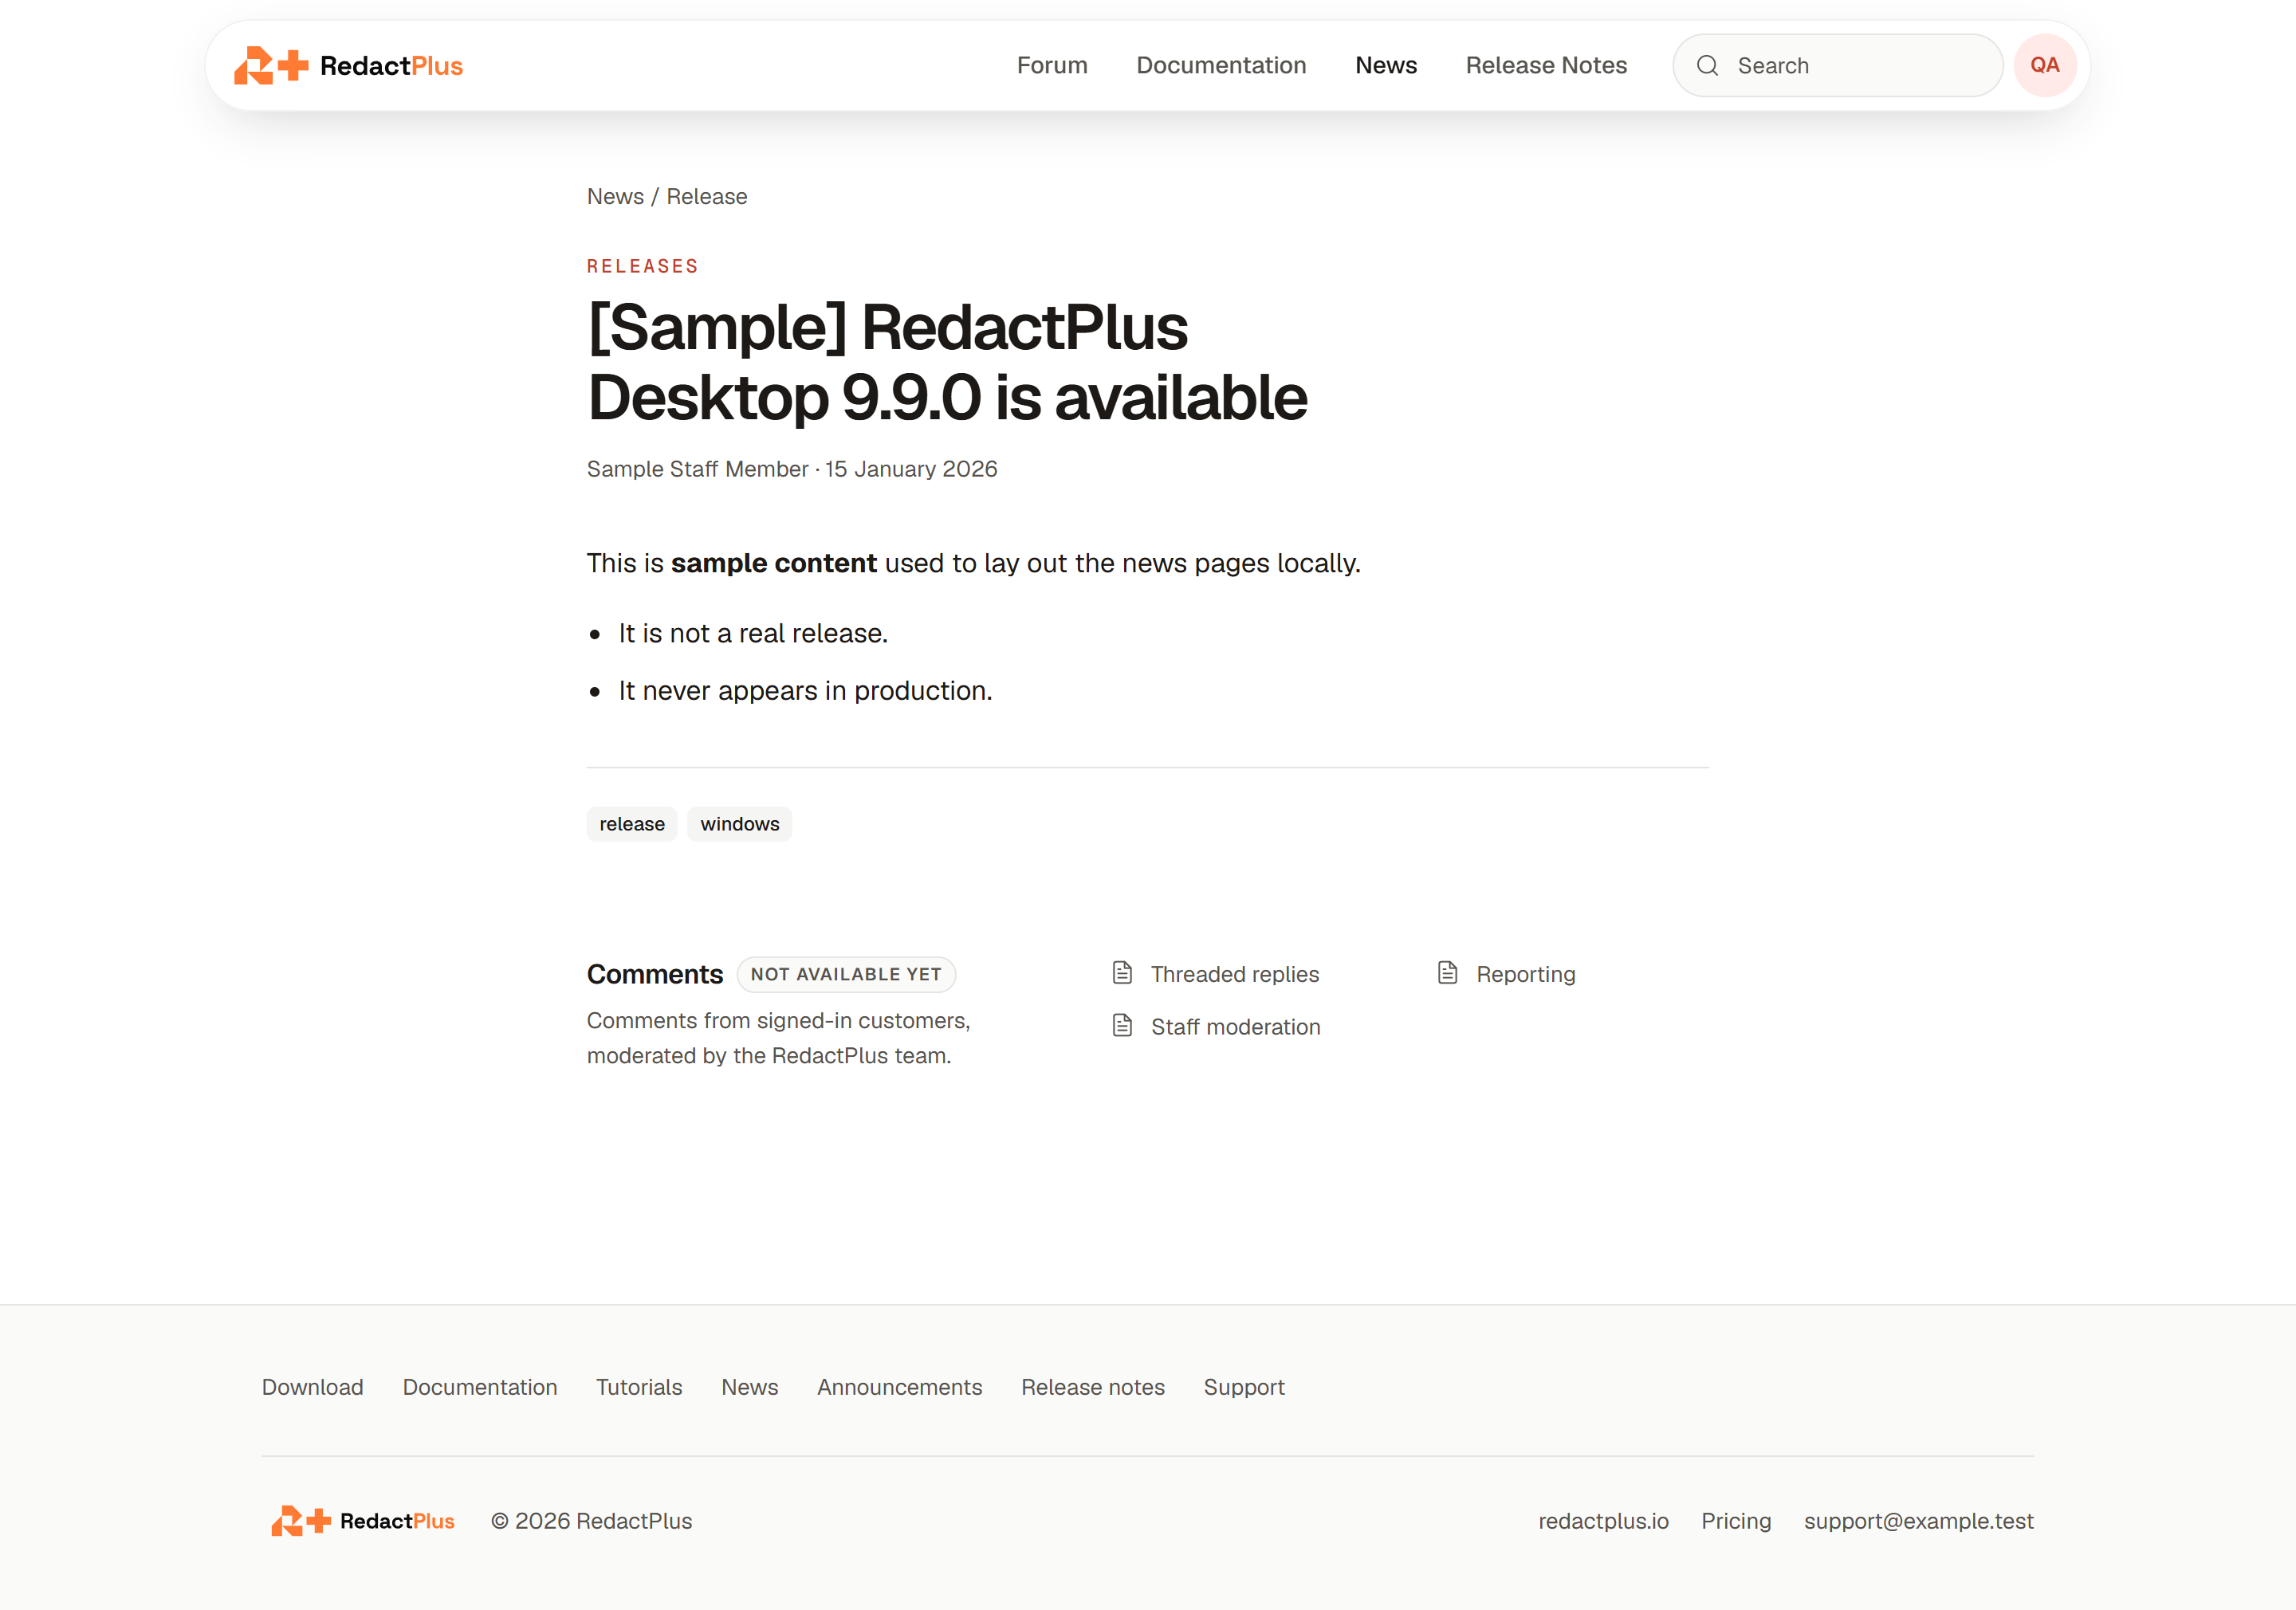 RedactPlus
Forum
Documentation
News
Release Notes
Search
QA
News / Release
RELEASES
[Sample] RedactPlus
Desktop 9.9.0 is available
Sample Staff Member · 15 January 2026
This is sample content used to lay out the news pages locally.
• It is not a real release.
• It never appears in production.
release
windows
Comments
NOT AVAILABLE YET
Comments from signed-in customers,
moderated by the RedactPlus team.
Threaded replies
Reporting
Staff moderation
Download
Documentation
Tutorials
News
Announcements
Release notes
Support
RedactPlus
© 2026 RedactPlus
redactplus.io
Pricing
support@example.test